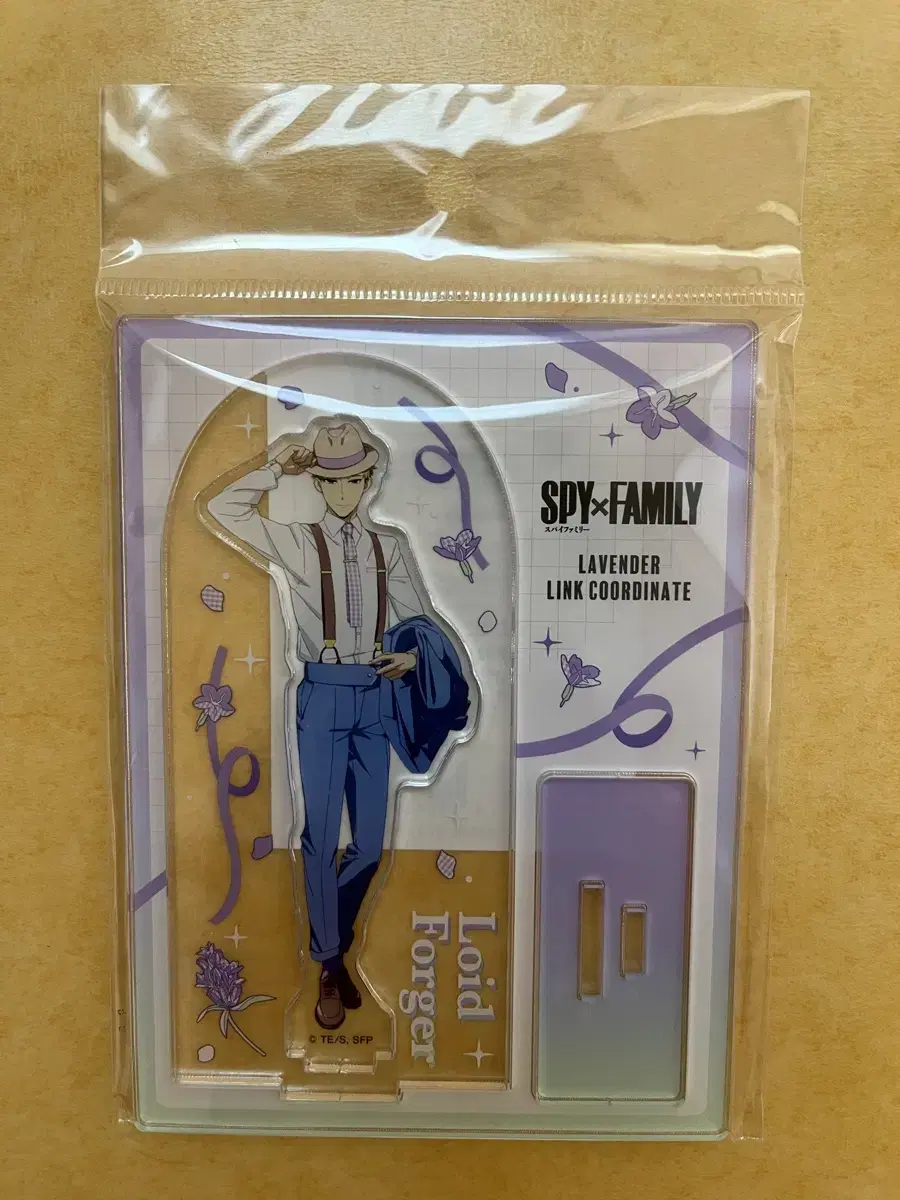 SPY×FAMILY
スパイファミリー
LAVENDER
LINK COORDINATE
Loid
Forger
© TE/S, SFP